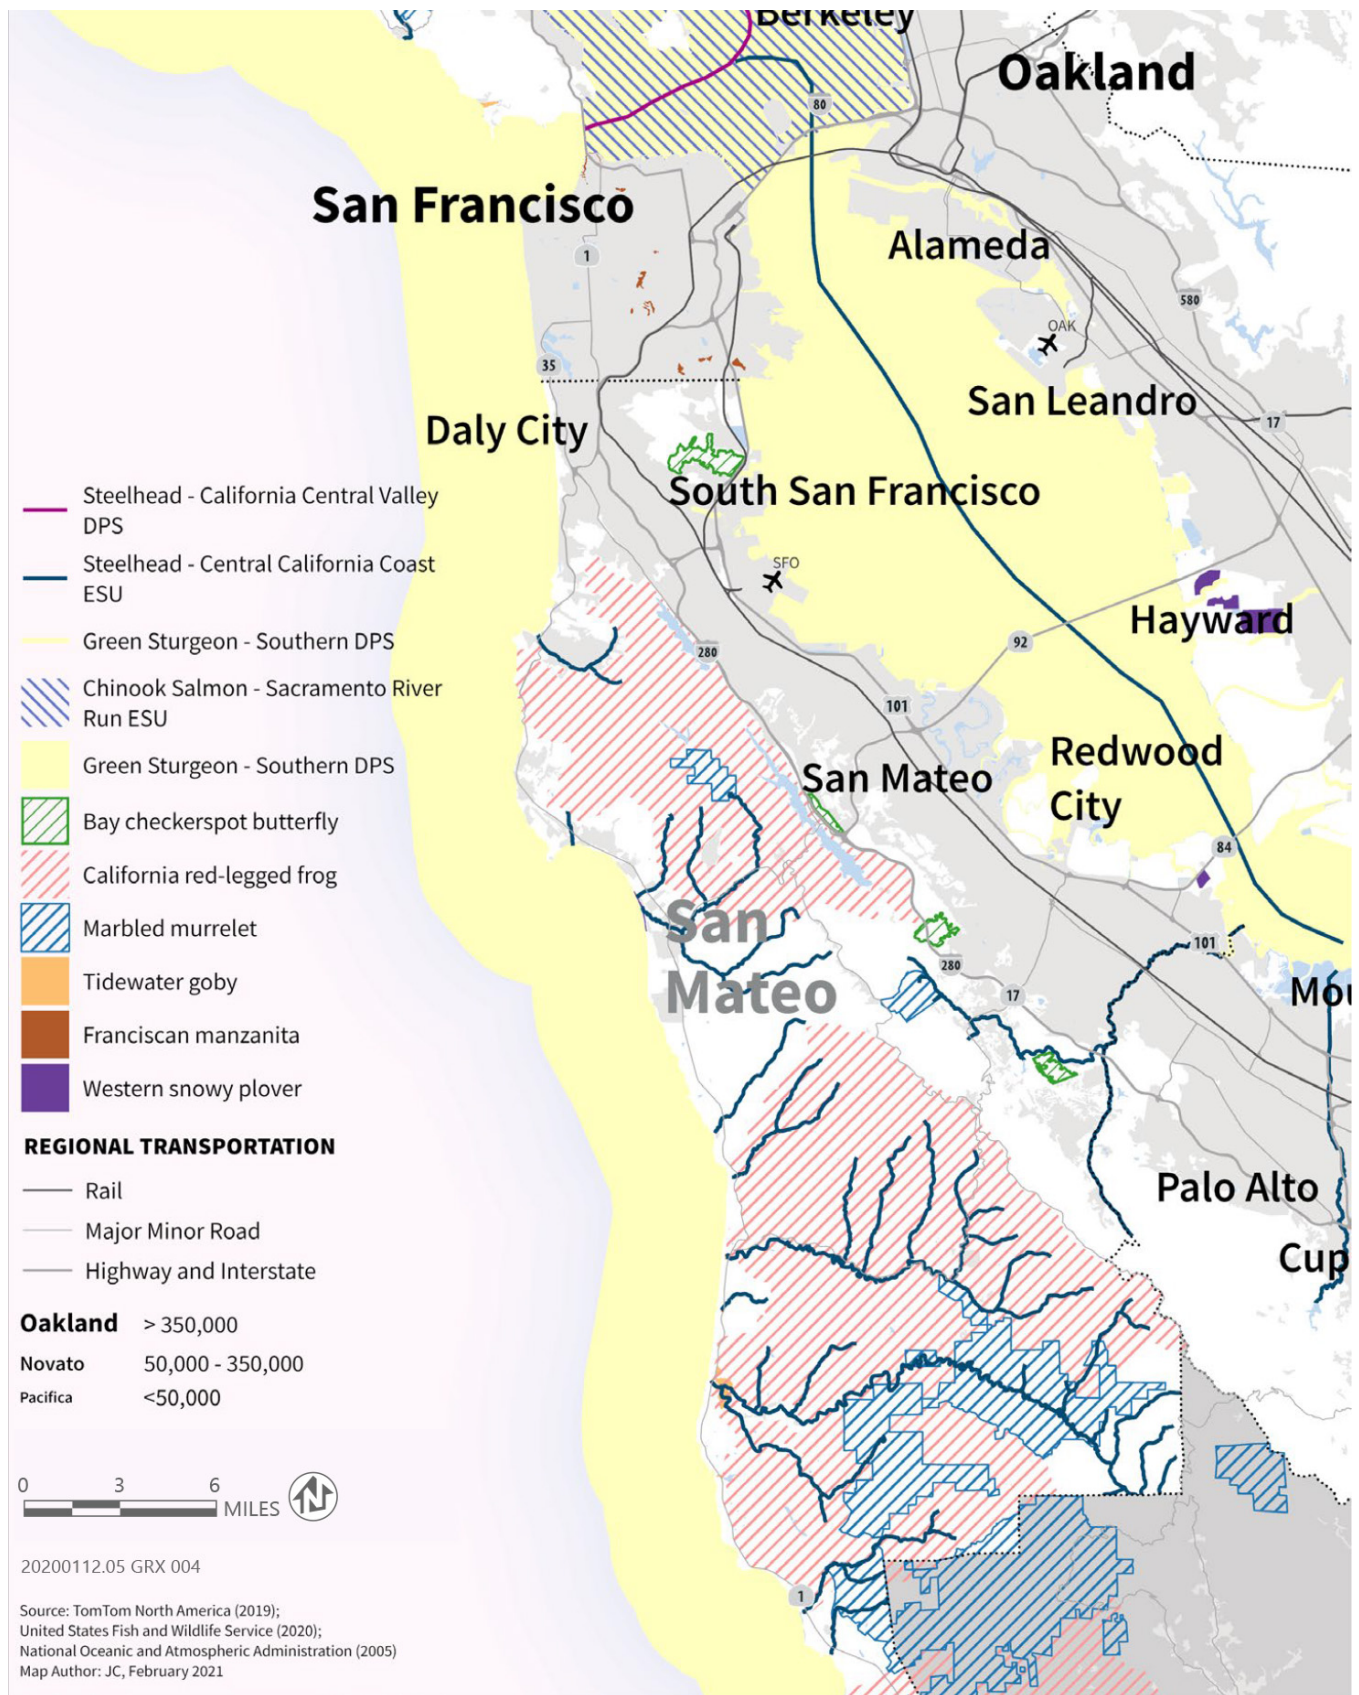 Berkeley
Oakland
80
San Francisco
Alameda
1
580
OAK
35
San Leandro
17
Daly City
South San Francisco
Steelhead - California Central Valley
DPS
Steelhead - Central California Coast
ESU
SFO
Hayward
Green Sturgeon - Southern DPS
280
92
Chinook Salmon - Sacramento River
Run ESU
101
Redwood
City
Green Sturgeon - Southern DPS
San Mateo
Bay checkerspot butterfly
84
California red-legged frog
San
Mateo
Marbled murrelet
101
280
17
Tidewater goby
Mou
Franciscan manzanita
Western snowy plover
REGIONAL TRANSPORTATION
Rail
Palo Alto
Major Minor Road
Cup
Highway and Interstate
Oakland > 350,000
Novato 50,000 - 350,000
Pacifica <50,000
0 3 6
MILES
N
20200112.05 GRX 004
1
Source: TomTom North America (2019);
United States Fish and Wildlife Service (2020);
National Oceanic and Atmospheric Administration (2005)
Map Author: JC, February 2021